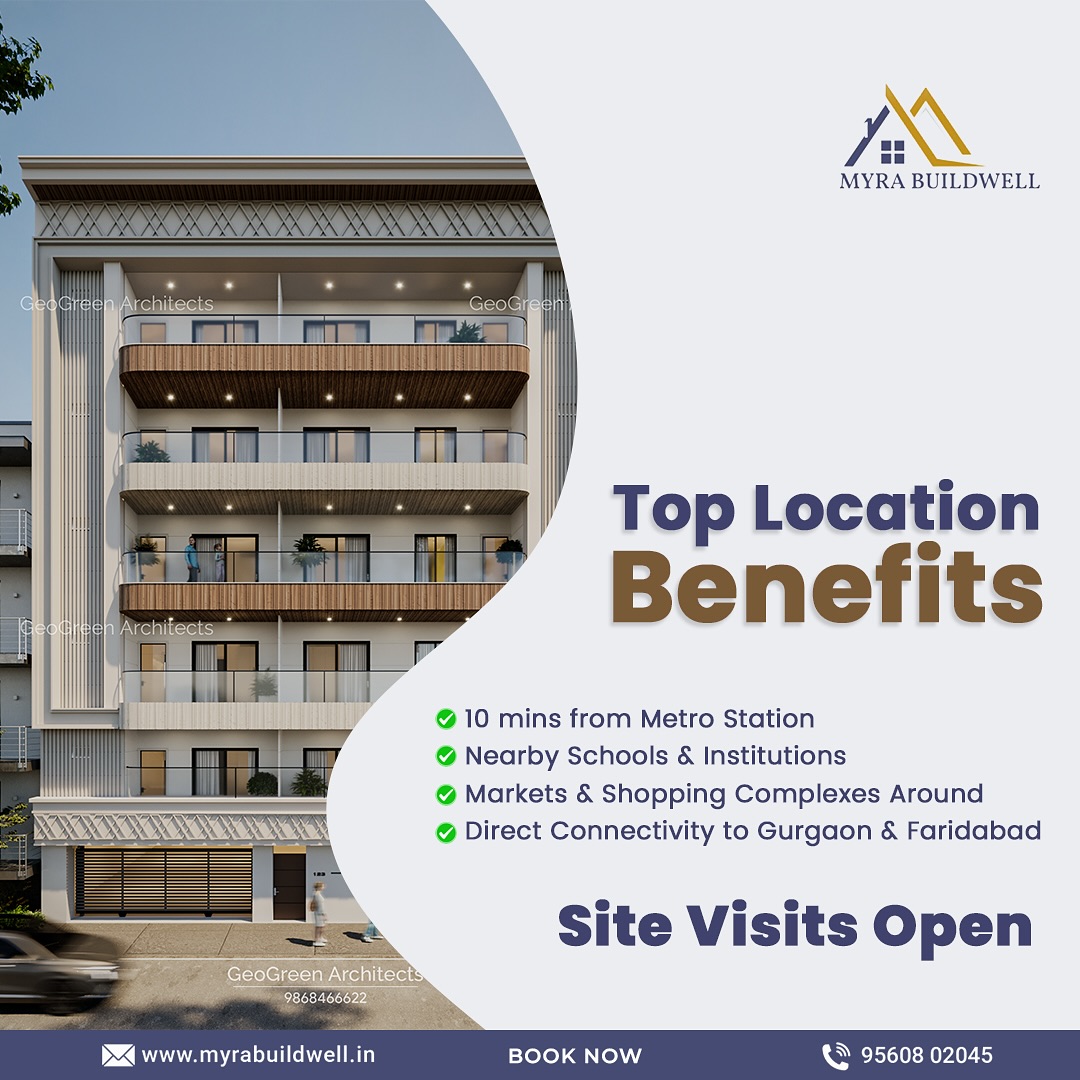 MYRA BUILDWELL
GeoGreen Architects
GeoGreen
Top Location
Benefits
GeoGreen Architects
10 mins from Metro Station
Nearby Schools & Institutions
Markets & Shopping Complexes Around
Direct Connectivity to Gurgaon & Faridabad
Site Visits Open
GeoGreen Architects
9868466622
www.myrabuildwell.in
BOOK NOW
95608 02045